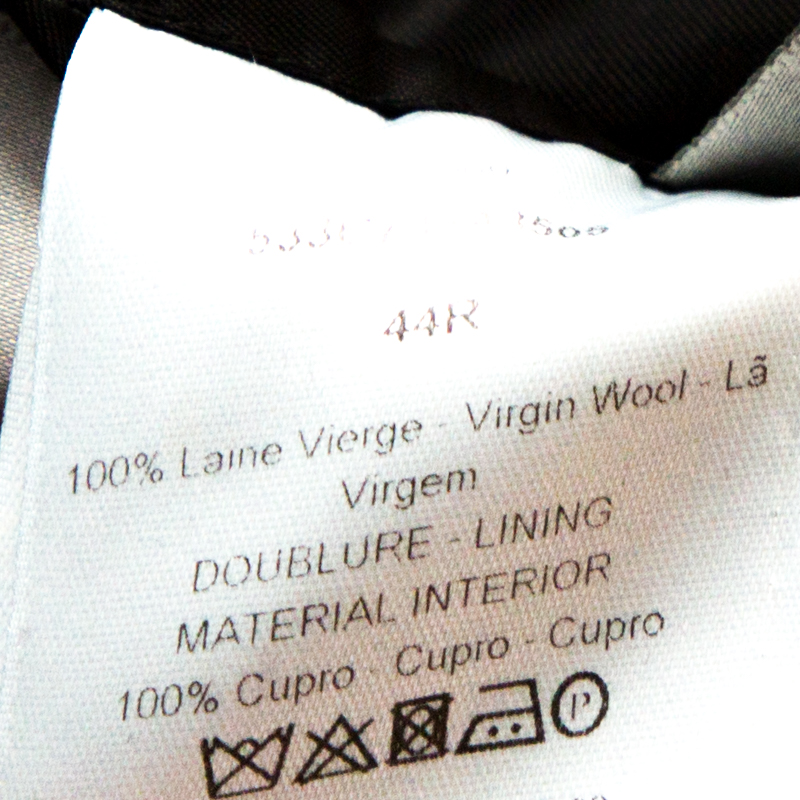 44R
100% Laine Vierge - Virgin Wool - Lã
Virgem
DOUBLURE - LINING
MATERIAL INTERIOR
100% Cupro - Cupro - Cupro
P